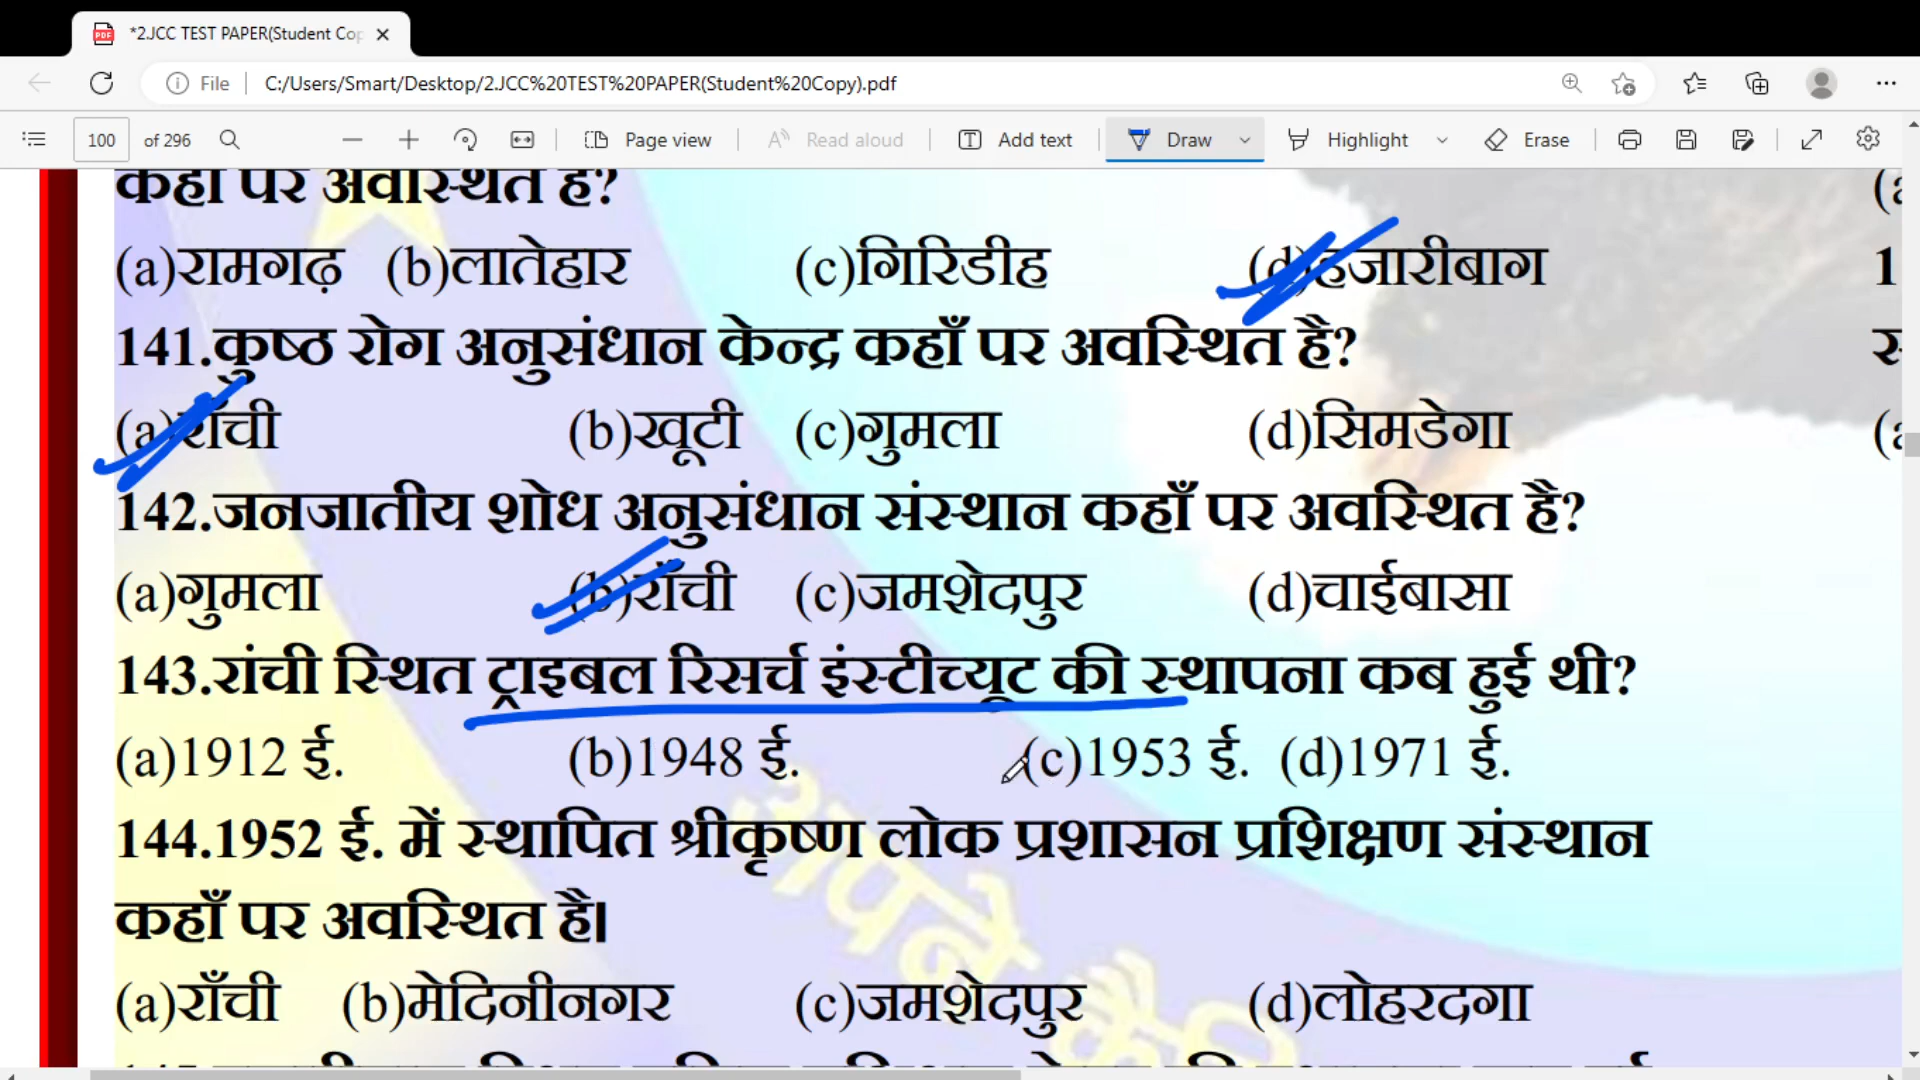 *2.JCC TEST PAPER(Student Cop
File C:/Users/Smart/Desktop/2.JCC%20TEST%20PAPER(Student%20Copy).pdf
100 of 296 Page view Read aloud Add text Draw Highlight Erase
कहाँ पर अवस्थित है?
(a)रामगढ़ (b)लातेहार (c)गिरिडीह (d)हजारीबाग
141.कुष्ठ रोग अनुसंधान केन्द्र कहाँ पर अवस्थित है?
(a)राँची (b)खूटी (c)गुमला (d)सिमडेगा
142.जनजातीय शोध अनुसंधान संस्थान कहाँ पर अवस्थित है?
(a)गुमला (b)राँची (c)जमशेदपुर (d)चाईबासा
143.रांची स्थित ट्राइबल रिसर्च इंस्टीच्यूट की स्थापना कब हुई थी?
(a)1912 ई. (b)1948 ई. (c)1953 ई. (d)1971 ई.
144.1952 ई. में स्थापित श्रीकृष्ण लोक प्रशासन प्रशिक्षण संस्थान
कहाँ पर अवस्थित है।
(a)राँची (b)मेदिनीनगर (c)जमशेदपुर (d)लोहरदगा
अपने